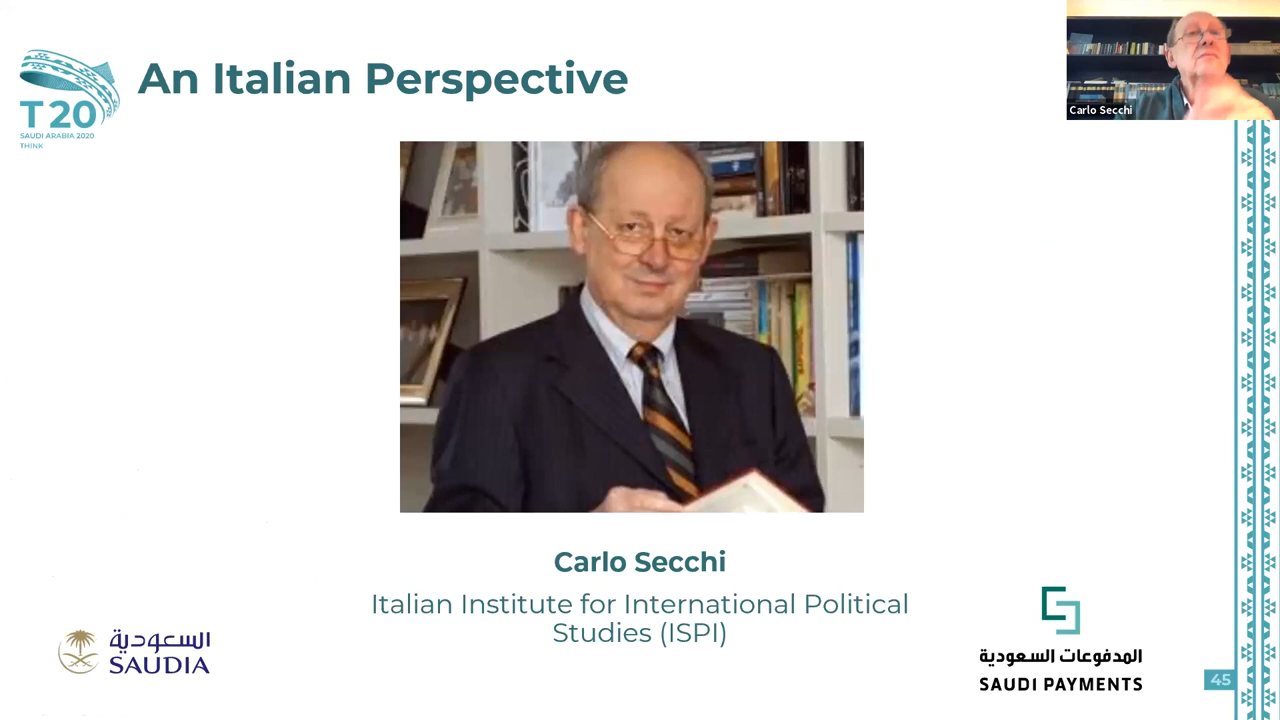 An Italian Perspective
T20
SAUDI ARABIA 2020
THINK
Carlo Secchi
Carlo Secchi
Italian Institute for International Political
Studies (ISPI)
السعودية
SAUDIA
المدفوعات السعودية
SAUDI PAYMENTS
45